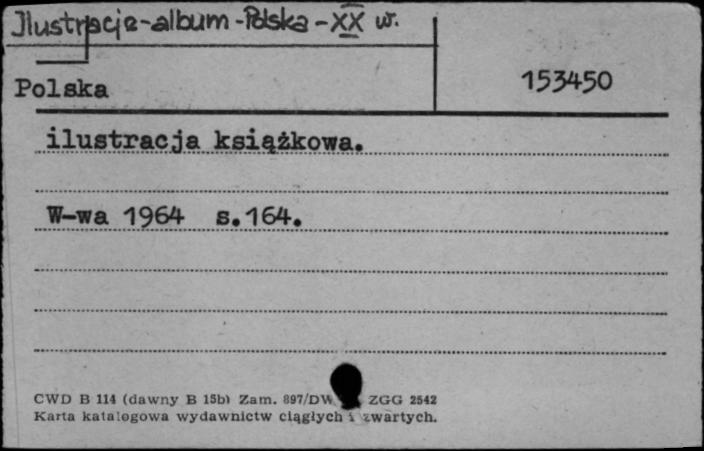 Ilustracje-album-Polska-XX w.
Polska 153450
ilustracja książkowa.
W-wa 1964 s.164.
CWD B 114 (dawny B 15b) Zam. 897/DW ZGG 2542
Karta katalogowa wydawnictw ciągłych i zwartych.